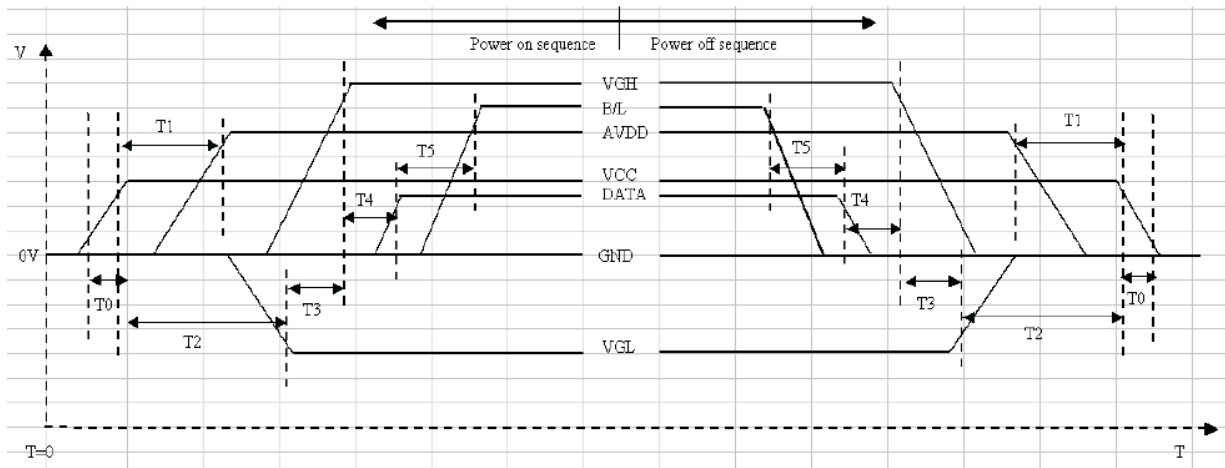 Power on sequence
Power off sequence
V
VGH
B/L
T1
AVDD
T1
T5
T5
VCC
DATA
T4
T4
0V
GND
T0
T3
T3
T0
T2
T2
VGL
T=0
T